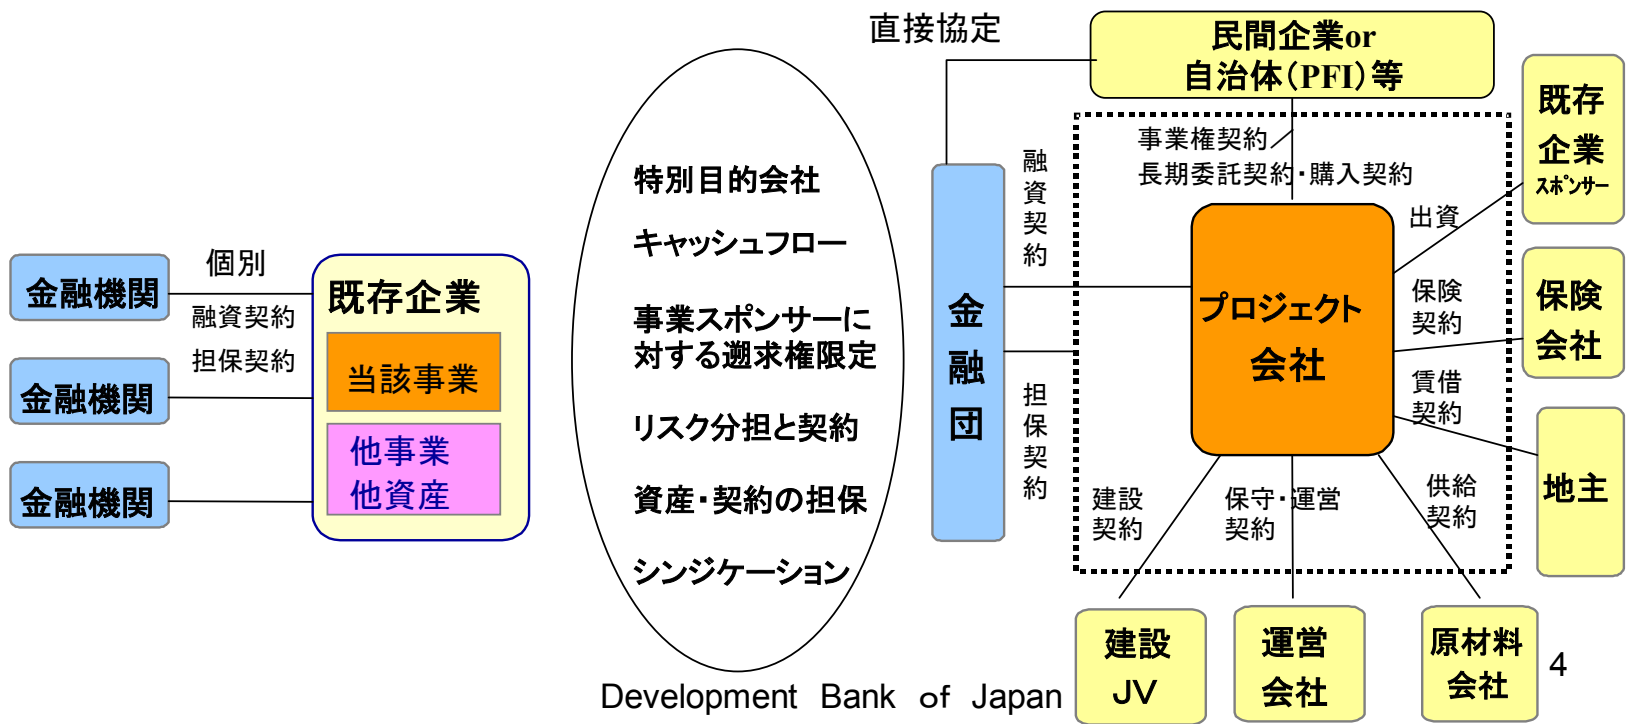 直接協定
民間企業or
自治体（PFI）等
既存
企業
スポンサー
事業権契約
長期委託契約・購入契約
融
資
契
約
出資
特別目的会社
キャッシュフロー
事業スポンサーに
対する遡求権限定
リスク分担と契約
資産・契約の担保
シンジケーション
個別
融資契約
担保契約
金融機関
金融機関
金融機関
既存企業
当該事業
他事業
他資産
金
融
団
担
保
契
約
プロジェクト
会社
保険
契約
保険
会社
賃借
契約
地主
建設
契約
保守・運営
契約
供給
契約
建設
JV
運営
会社
原材料
会社
Development Bank of Japan
4